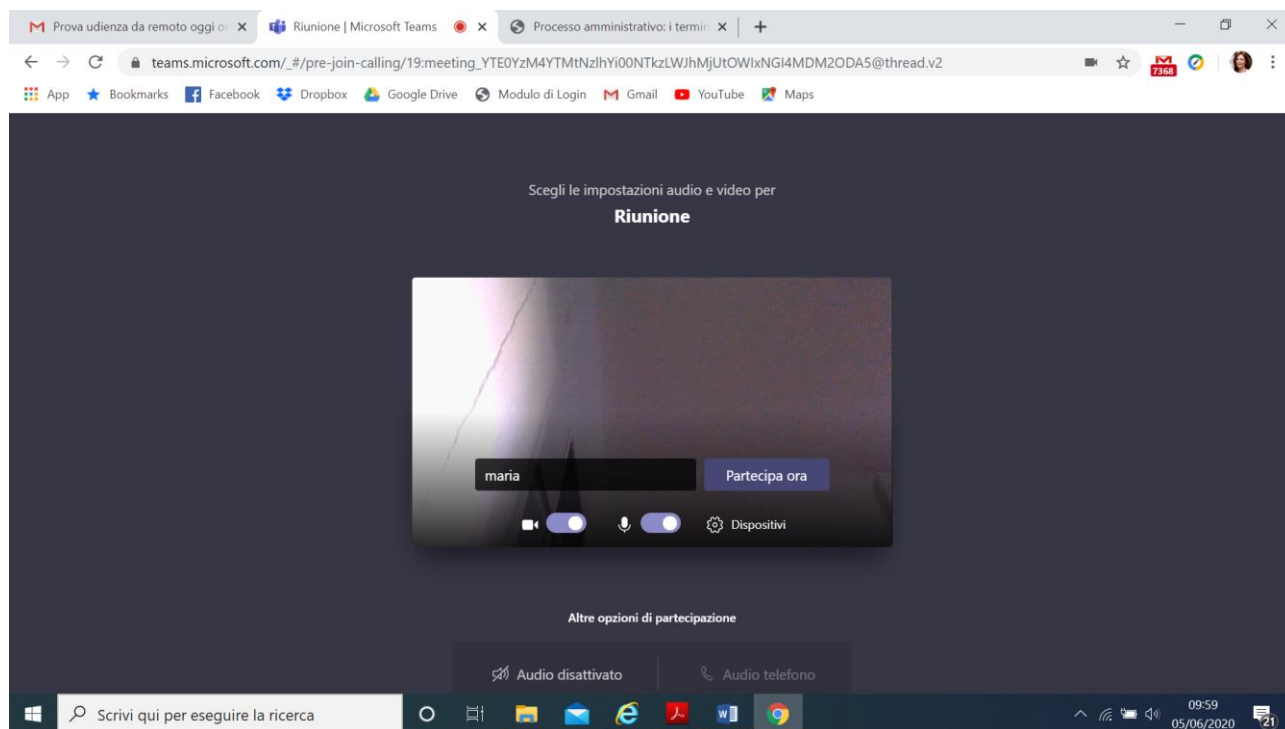 Prova udienza da remoto oggi o
Riunione | Microsoft Teams
Processo amministrativo: i termin
teams.microsoft.com/_#/pre-join-calling/19:meeting_YTE0YzM4YTMtNzlhYi00NTkzLWJhMjUtOWIxNGI4MDM2ODA5@thread.v2
7368
App
Bookmarks
Facebook
Dropbox
Google Drive
Modulo di Login
Gmail
YouTube
Maps
Scegli le impostazioni audio e video per
Riunione
maria
Partecipa ora
Dispositivi
Altre opzioni di partecipazione
Audio disattivato
Audio telefono
Scrivi qui per eseguire la ricerca
09:59
05/06/2020
21